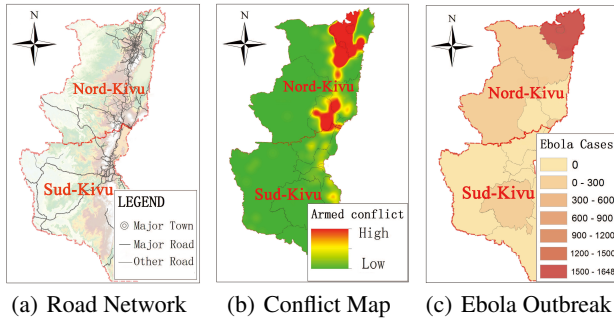 N
Nord-Kivu
Sud-Kivu
LEGEND
Major Town
Major Road
Other Road
(a) Road Network
N
Nord-Kivu
Sud-Kivu
Armed conflict
High
Low
(b) Conflict Map
N
Nord-Kivu
Sud-Kivu
Ebola Cases
0
0 - 300
300 - 600
600 - 900
900 - 1200
1200 - 1500
1500 - 1648
(c) Ebola Outbreak